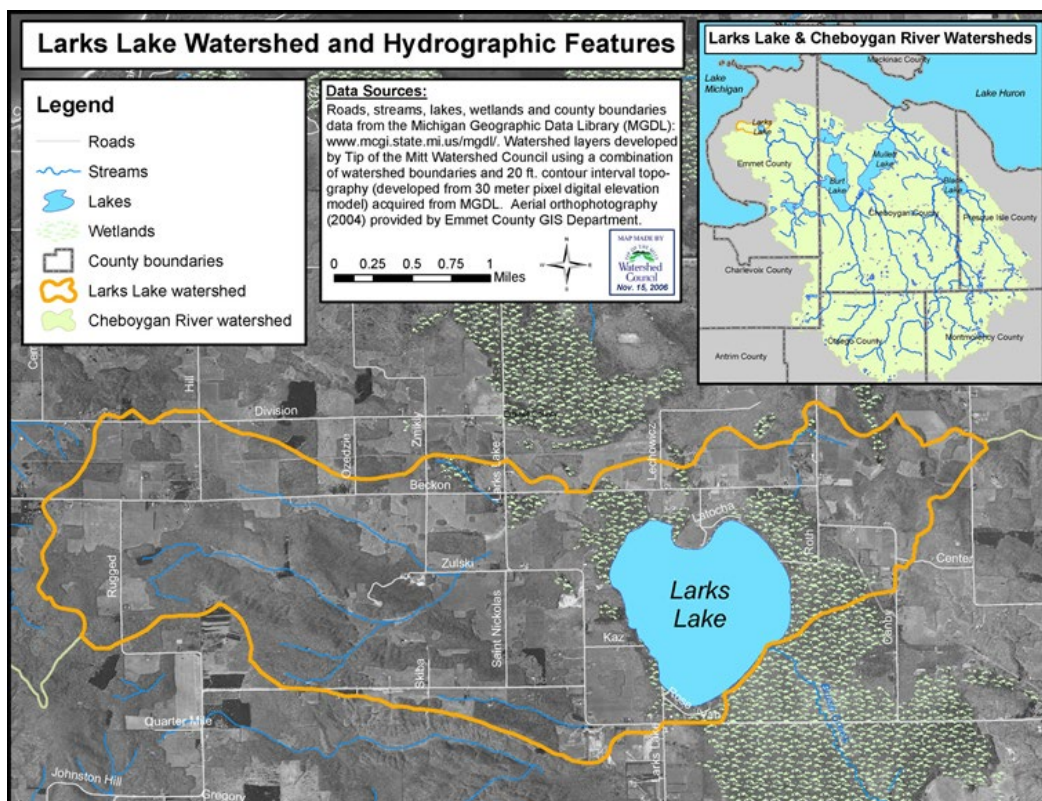 Larks Lake Watershed and Hydrographic Features
Legend
Roads
Streams
Lakes
Wetlands
County boundaries
Larks Lake watershed
Cheboygan River watershed
Data Sources:
Roads, streams, lakes, wetlands and county boundaries
data from the Michigan Geographic Data Library (MGDL):
www.mcgi.state.mi.us/mgdl/. Watershed layers developed
by Tip of the Mitt Watershed Council using a combination
of watershed boundaries and 20 ft. contour interval topo-
graphy (developed from 30 meter pixel digital elevation
model) acquired from MGDL. Aerial orthophotography
(2004) provided by Emmet County GIS Department.
0 0.25 0.5 0.75 1
Miles
N
MAP MADE BY
Watershed
Council
Nov. 15, 2006
Larks Lake & Cheboygan River Watersheds
Mackinac County
Lake
Michigan
Lake Huron
Larks
Lake
Emmet County
Burt
Lake
Mullett
Lake
Black
Lake
Cheboygan County
Presque Isle County
Charlevoix County
Otsego County
Montmorency County
Antrim County
Hill
Division
Dzedzie
Zmikly
Larks Lake
Beckon
Lechowicz
Latocha
Roth
Center
Canby
Rugged
Zulski
Saint Nickolas
Kaz
Larks
Lake
Skiba
Quarter Mile
Larks Lake
Johnston Hill
Gregory